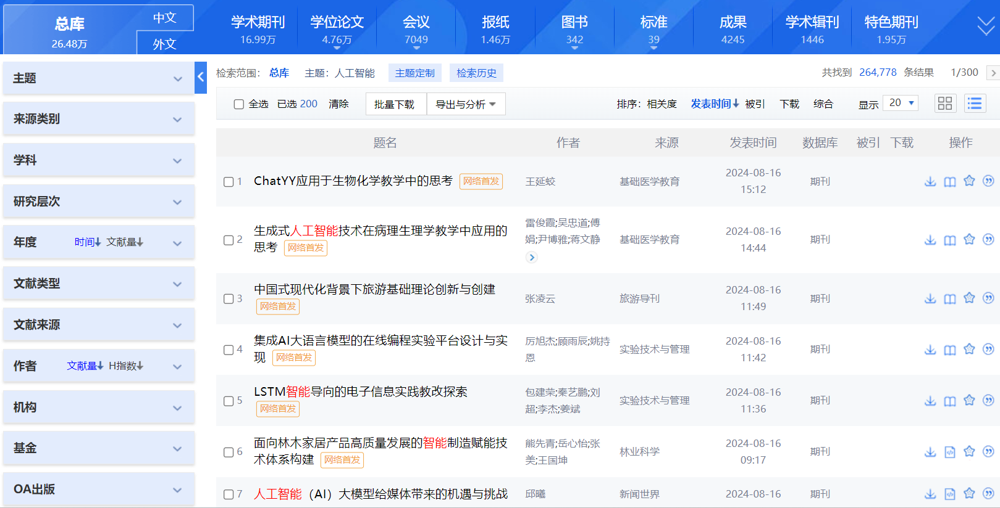 总库
26.48万
中文
外文
学术期刊
16.99万
学位论文
4.76万
会议
7049
报纸
1.46万
图书
342
标准
39
成果
4245
学术辑刊
1446
特色期刊
1.95万
主题
来源类别
学科
研究层次
年度 时间 文献量
文献类型
文献来源
作者 文献量 H指数
机构
基金
OA出版
检索范围： 总库 主题：人工智能 主题定制 检索历史 共找到 264,778 条结果 1/300
全选 已选 200 清除 批量下载 导出与分析 排序：相关度 发表时间 被引 下载 综合 显示 20
题名 作者 来源 发表时间 数据库 被引 下载 操作
1 ChatYY应用于生物化学教学中的思考 网络首发 王延蛟 基础医学教育 2024-08-16
15:12 期刊
2 生成式人工智能技术在病理生理学教学中应用的
思考 网络首发
雷俊霞;吴忠道;傅
娟;尹博雅;蒋文静
基础医学教育 2024-08-16
14:44 期刊
3 中国式现代化背景下旅游基础理论创新与创建
网络首发
张凌云 旅游导刊 2024-08-16
11:49 期刊
4 集成AI大语言模型的在线编程实验平台设计与实
现 网络首发
厉旭杰;顾雨辰;姚持
恩
实验技术与管理 2024-08-16
11:42 期刊
5 LSTM智能导向的电子信息实践教改探索
网络首发
包建荣;秦艺鹏;刘
超;李杰;姜斌
实验技术与管理 2024-08-16
11:36 期刊
6 面向林木家居产品高质量发展的智能制造赋能技
术体系构建 网络首发
熊先青;岳心怡;张
美;王国坤
林业科学 2024-08-16
09:17 期刊
7 人工智能（AI）大模型给媒体带来的机遇与挑战 邱曦 新闻世界 2024-08-16 期刊